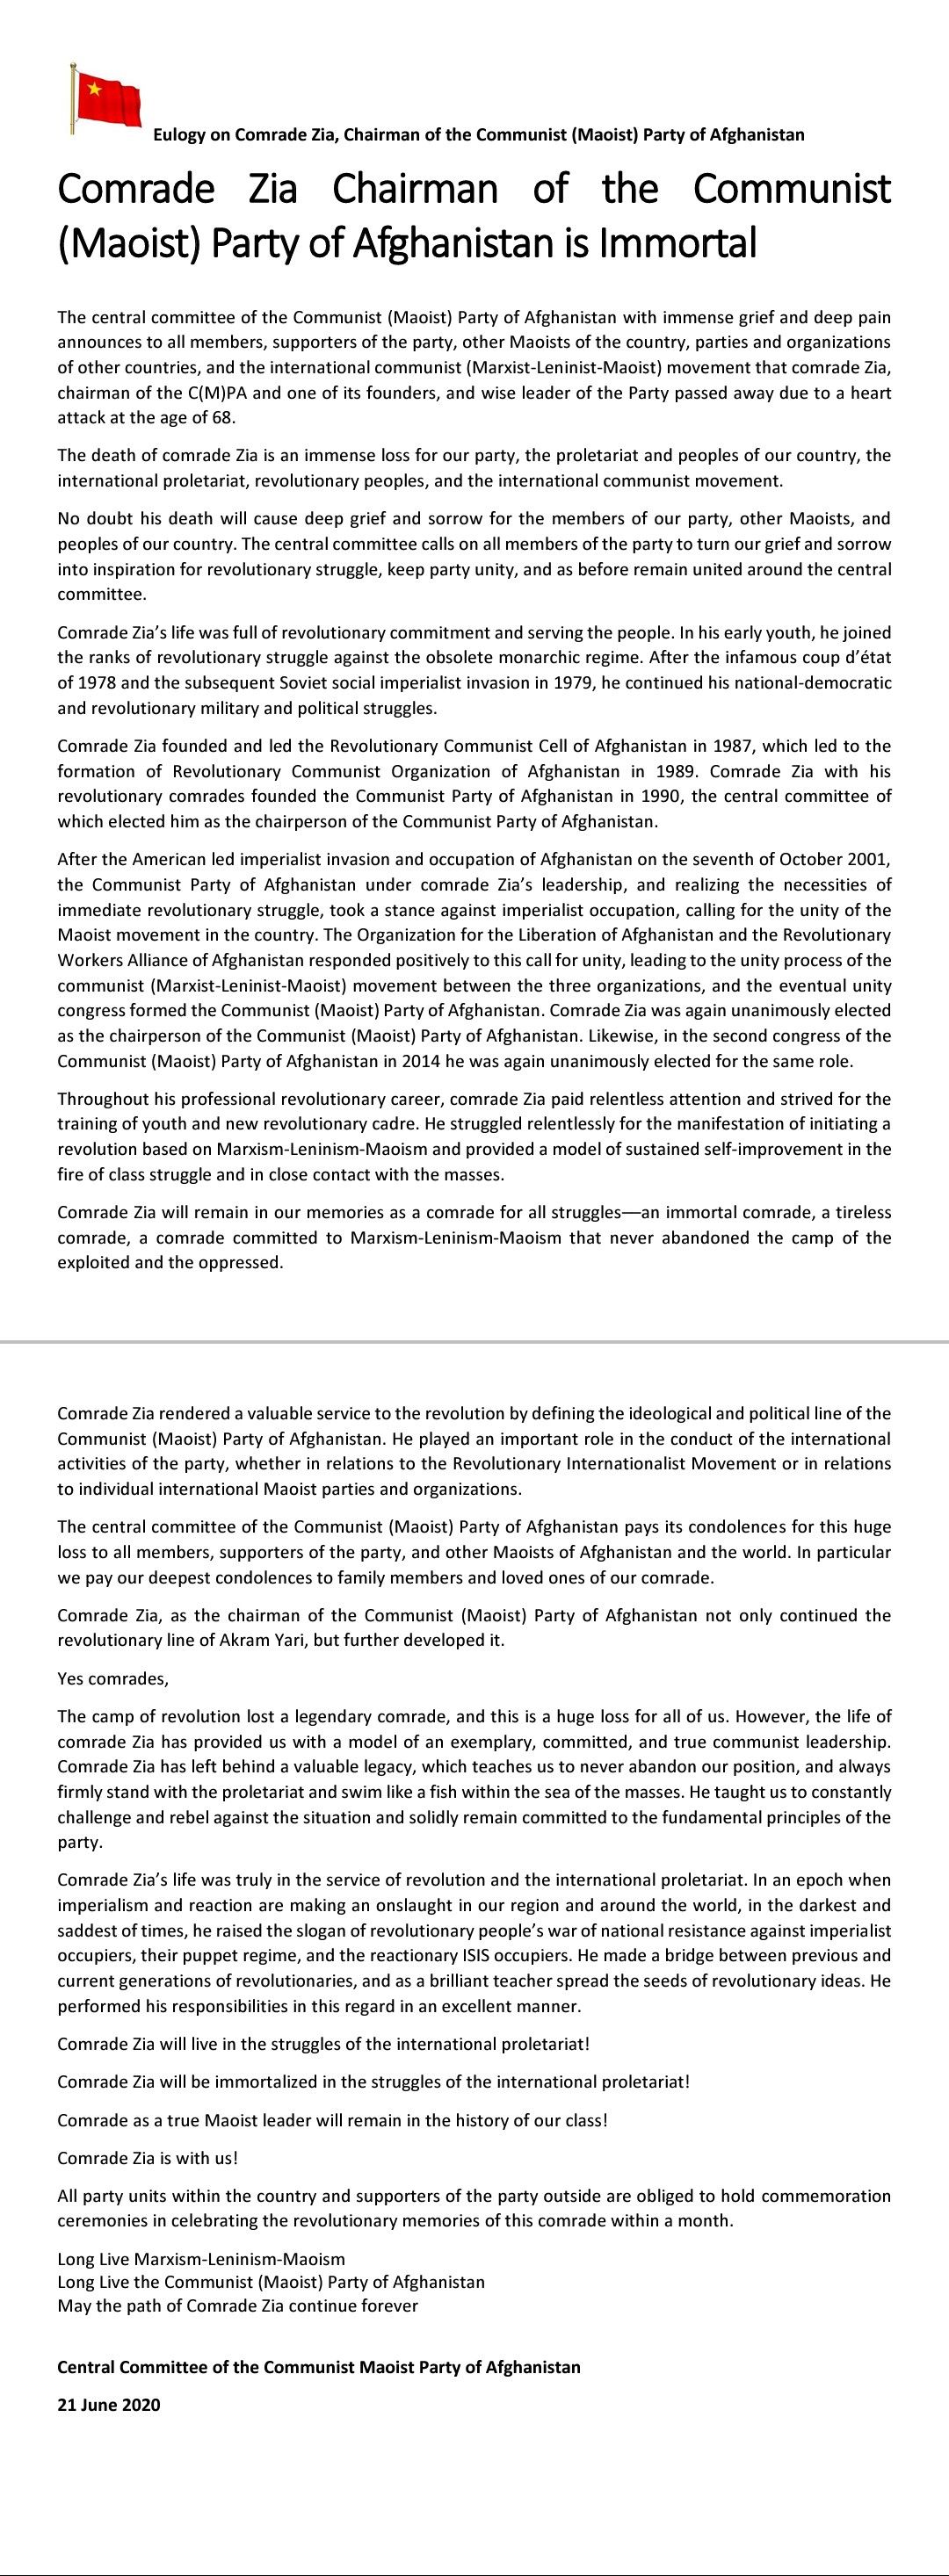 Eulogy on Comrade Zia, Chairman of the Communist (Maoist) Party of Afghanistan
Comrade Zia Chairman of the Communist
(Maoist) Party of Afghanistan is Immortal
The central committee of the Communist (Maoist) Party of Afghanistan with immense grief and deep pain
announces to all members, supporters of the party, other Maoists of the country, parties and organizations
of other countries, and the international communist (Marxist-Leninist-Maoist) movement that comrade Zia,
chairman of the C(M)PA and one of its founders, and wise leader of the Party passed away due to a heart
attack at the age of 68.
The death of comrade Zia is an immense loss for our party, the proletariat and peoples of our country, the
international proletariat, revolutionary peoples, and the international communist movement.
No doubt his death will cause deep grief and sorrow for the members of our party, other Maoists, and
peoples of our country. The central committee calls on all members of the party to turn our grief and sorrow
into inspiration for revolutionary struggle, keep party unity, and as before remain united around the central
committee.
Comrade Zia’s life was full of revolutionary commitment and serving the people. In his early youth, he joined
the ranks of revolutionary struggle against the obsolete monarchic regime. After the infamous coup d’état
of 1978 and the subsequent Soviet social imperialist invasion in 1979, he continued his national-democratic
and revolutionary military and political struggles.
Comrade Zia founded and led the Revolutionary Communist Cell of Afghanistan in 1987, which led to the
formation of Revolutionary Communist Organization of Afghanistan in 1989. Comrade Zia with his
revolutionary comrades founded the Communist Party of Afghanistan in 1990, the central committee of
which elected him as the chairperson of the Communist Party of Afghanistan.
After the American led imperialist invasion and occupation of Afghanistan on the seventh of October 2001,
the Communist Party of Afghanistan under comrade Zia’s leadership, and realizing the necessities of
immediate revolutionary struggle, took a stance against imperialist occupation, calling for the unity of the
Maoist movement in the country. The Organization for the Liberation of Afghanistan and the Revolutionary
Workers Alliance of Afghanistan responded positively to this call for unity, leading to the unity process of the
communist (Marxist-Leninist-Maoist) movement between the three organizations, and the eventual unity
congress formed the Communist (Maoist) Party of Afghanistan. Comrade Zia was again unanimously elected
as the chairperson of the Communist (Maoist) Party of Afghanistan. Likewise, in the second congress of the
Communist (Maoist) Party of Afghanistan in 2014 he was again unanimously elected for the same role.
Throughout his professional revolutionary career, comrade Zia paid relentless attention and strived for the
training of youth and new revolutionary cadre. He struggled relentlessly for the manifestation of initiating a
revolution based on Marxism-Leninism-Maoism and provided a model of sustained self-improvement in the
fire of class struggle and in close contact with the masses.
Comrade Zia will remain in our memories as a comrade for all struggles—an immortal comrade, a tireless
comrade, a comrade committed to Marxism-Leninism-Maoism that never abandoned the camp of the
exploited and the oppressed.
Comrade Zia rendered a valuable service to the revolution by defining the ideological and political line of the
Communist (Maoist) Party of Afghanistan. He played an important role in the conduct of the international
activities of the party, whether in relations to the Revolutionary Internationalist Movement or in relations
to individual international Maoist parties and organizations.
The central committee of the Communist (Maoist) Party of Afghanistan pays its condolences for this huge
loss to all members, supporters of the party, and other Maoists of Afghanistan and the world. In particular
we pay our deepest condolences to family members and loved ones of our comrade.
Comrade Zia, as the chairman of the Communist (Maoist) Party of Afghanistan not only continued the
revolutionary line of Akram Yari, but further developed it.
Yes comrades,
The camp of revolution lost a legendary comrade, and this is a huge loss for all of us. However, the life of
comrade Zia has provided us with a model of an exemplary, committed, and true communist leadership.
Comrade Zia has left behind a valuable legacy, which teaches us to never abandon our position, and always
firmly stand with the proletariat and swim like a fish within the sea of the masses. He taught us to constantly
challenge and rebel against the situation and solidly remain committed to the fundamental principles of the
party.
Comrade Zia’s life was truly in the service of revolution and the international proletariat. In an epoch when
imperialism and reaction are making an onslaught in our region and around the world, in the darkest and
saddest of times, he raised the slogan of revolutionary people’s war of national resistance against imperialist
occupiers, their puppet regime, and the reactionary ISIS occupiers. He made a bridge between previous and
current generations of revolutionaries, and as a brilliant teacher spread the seeds of revolutionary ideas. He
performed his responsibilities in this regard in an excellent manner.
Comrade Zia will live in the struggles of the international proletariat!
Comrade Zia will be immortalized in the struggles of the international proletariat!
Comrade as a true Maoist leader will remain in the history of our class!
Comrade Zia is with us!
All party units within the country and supporters of the party outside are obliged to hold commemoration
ceremonies in celebrating the revolutionary memories of this comrade within a month.
Long Live Marxism-Leninism-Maoism
Long Live the Communist (Maoist) Party of Afghanistan
May the path of Comrade Zia continue forever
Central Committee of the Communist Maoist Party of Afghanistan
21 June 2020